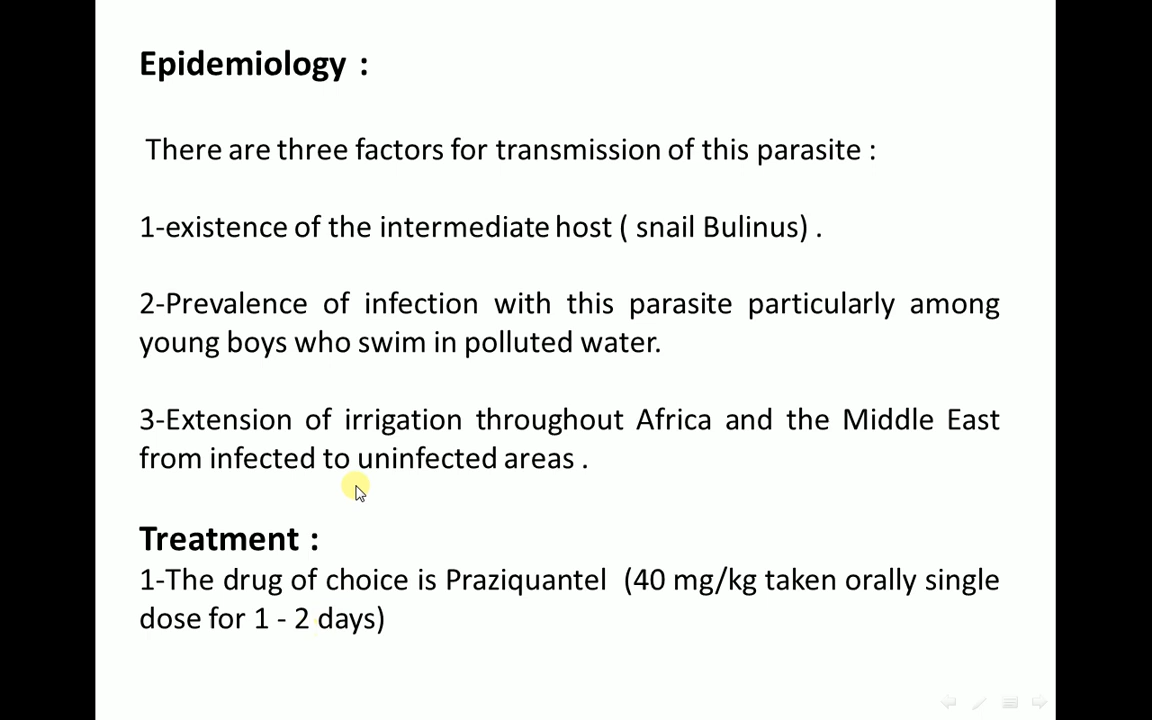 Epidemiology :
There are three factors for transmission of this parasite :
1-existence of the intermediate host ( snail Bulinus) .
2-Prevalence of infection with this parasite particularly among
young boys who swim in polluted water.
3-Extension of irrigation throughout Africa and the Middle East
from infected to uninfected areas .
Treatment :
1-The drug of choice is Praziquantel (40 mg/kg taken orally single
dose for 1 - 2 days)